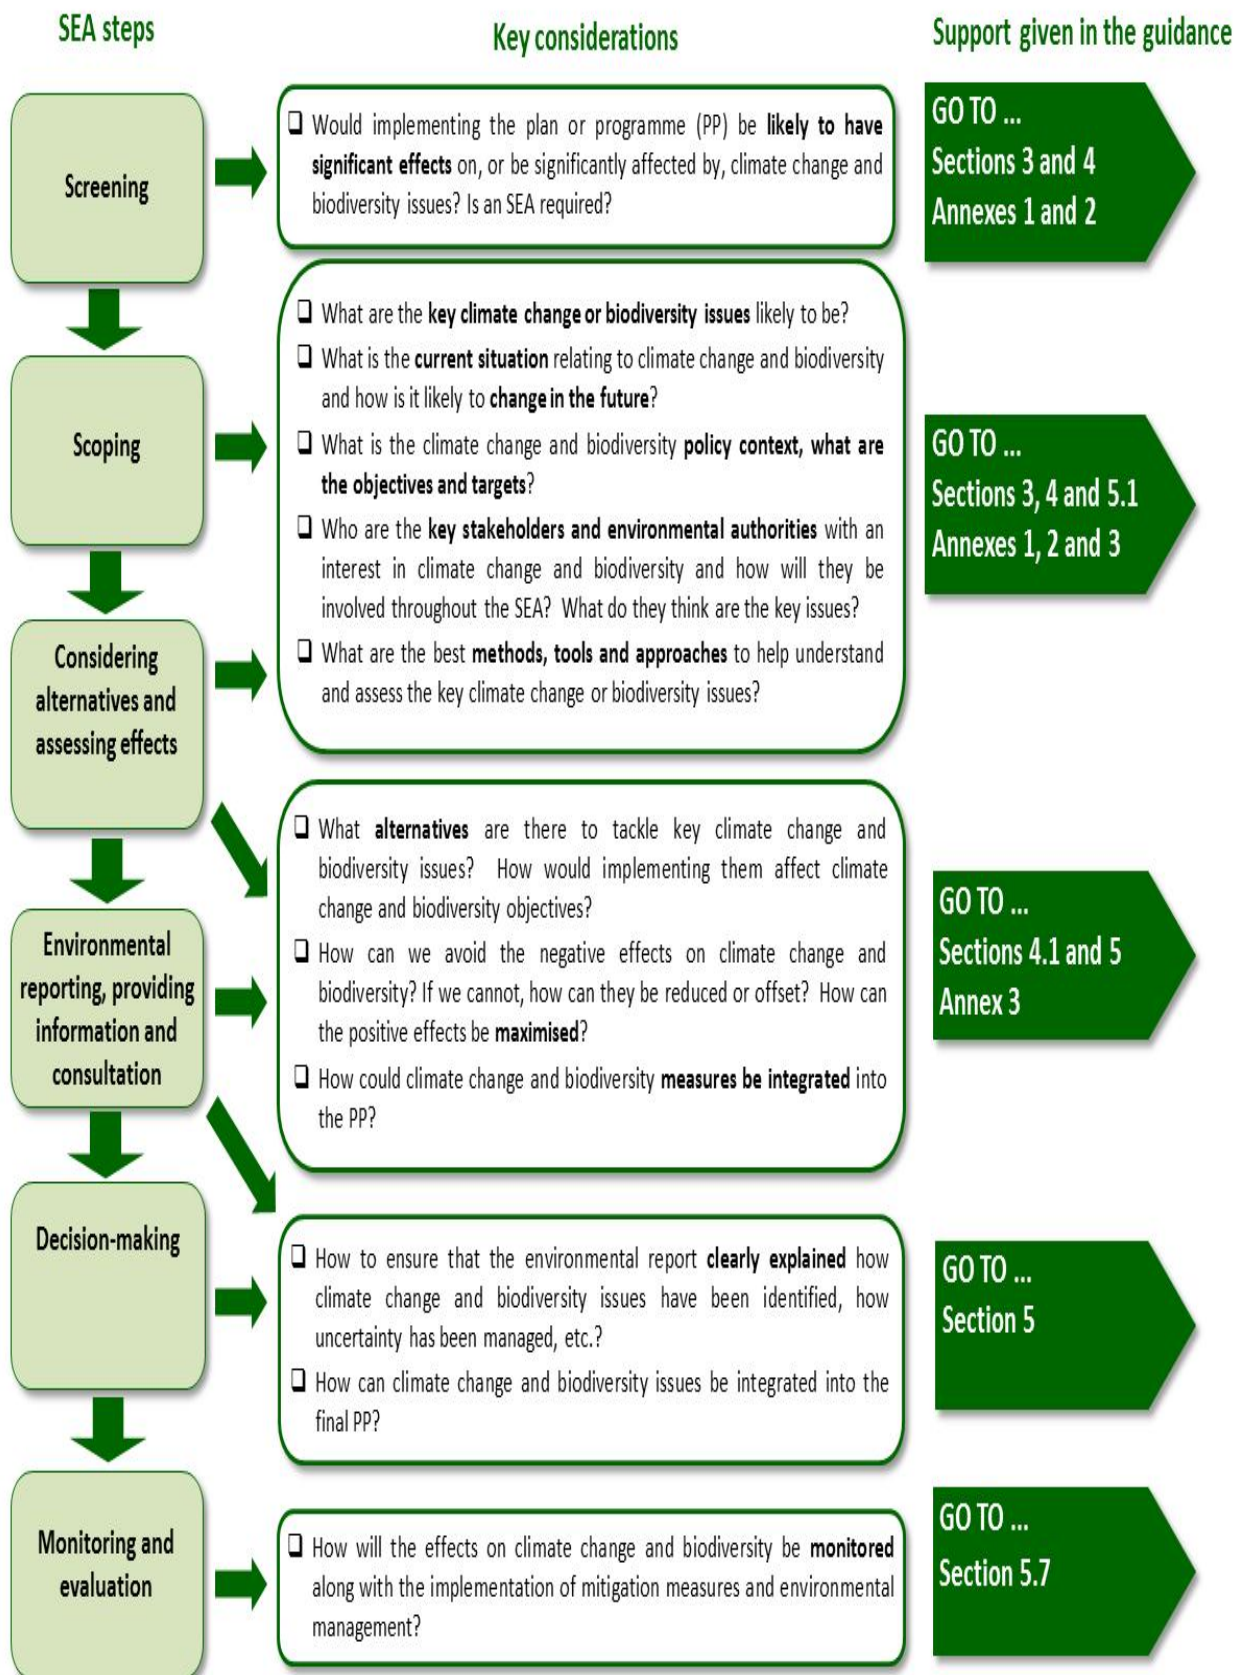 SEA steps
Key considerations
Support given in the guidance
Screening
❑ Would implementing the plan or programme (PP) be likely to have
significant effects on, or be significantly affected by, climate change and
biodiversity issues? Is an SEA required?
GO TO ...
Sections 3 and 4
Annexes 1 and 2
Scoping
❑ What are the key climate change or biodiversity issues likely to be?
❑ What is the current situation relating to climate change and biodiversity
and how is it likely to change in the future?
❑ What is the climate change and biodiversity policy context, what are
the objectives and targets?
❑ Who are the key stakeholders and environmental authorities with an
interest in climate change and biodiversity and how will they be
involved throughout the SEA? What do they think are the key issues?
❑ What are the best methods, tools and approaches to help understand
and assess the key climate change or biodiversity issues?
GO TO ...
Sections 3, 4 and 5.1
Annexes 1, 2 and 3
Considering
alternatives and
assessing effects
❑ What alternatives are there to tackle key climate change and
biodiversity issues? How would implementing them affect climate
change and biodiversity objectives?
❑ How can we avoid the negative effects on climate change and
biodiversity? If we cannot, how can they be reduced or offset? How can
the positive effects be maximised?
❑ How could climate change and biodiversity measures be integrated into
the PP?
GO TO ...
Sections 4.1 and 5
Annex 3
Environmental
reporting, providing
information and
consultation
Decision-making
❑ How to ensure that the environmental report clearly explained how
climate change and biodiversity issues have been identified, how
uncertainty has been managed, etc.?
❑ How can climate change and biodiversity issues be integrated into the
final PP?
GO TO ...
Section 5
Monitoring and
evaluation
❑ How will the effects on climate change and biodiversity be monitored
along with the implementation of mitigation measures and environmental
management?
GO TO ...
Section 5.7